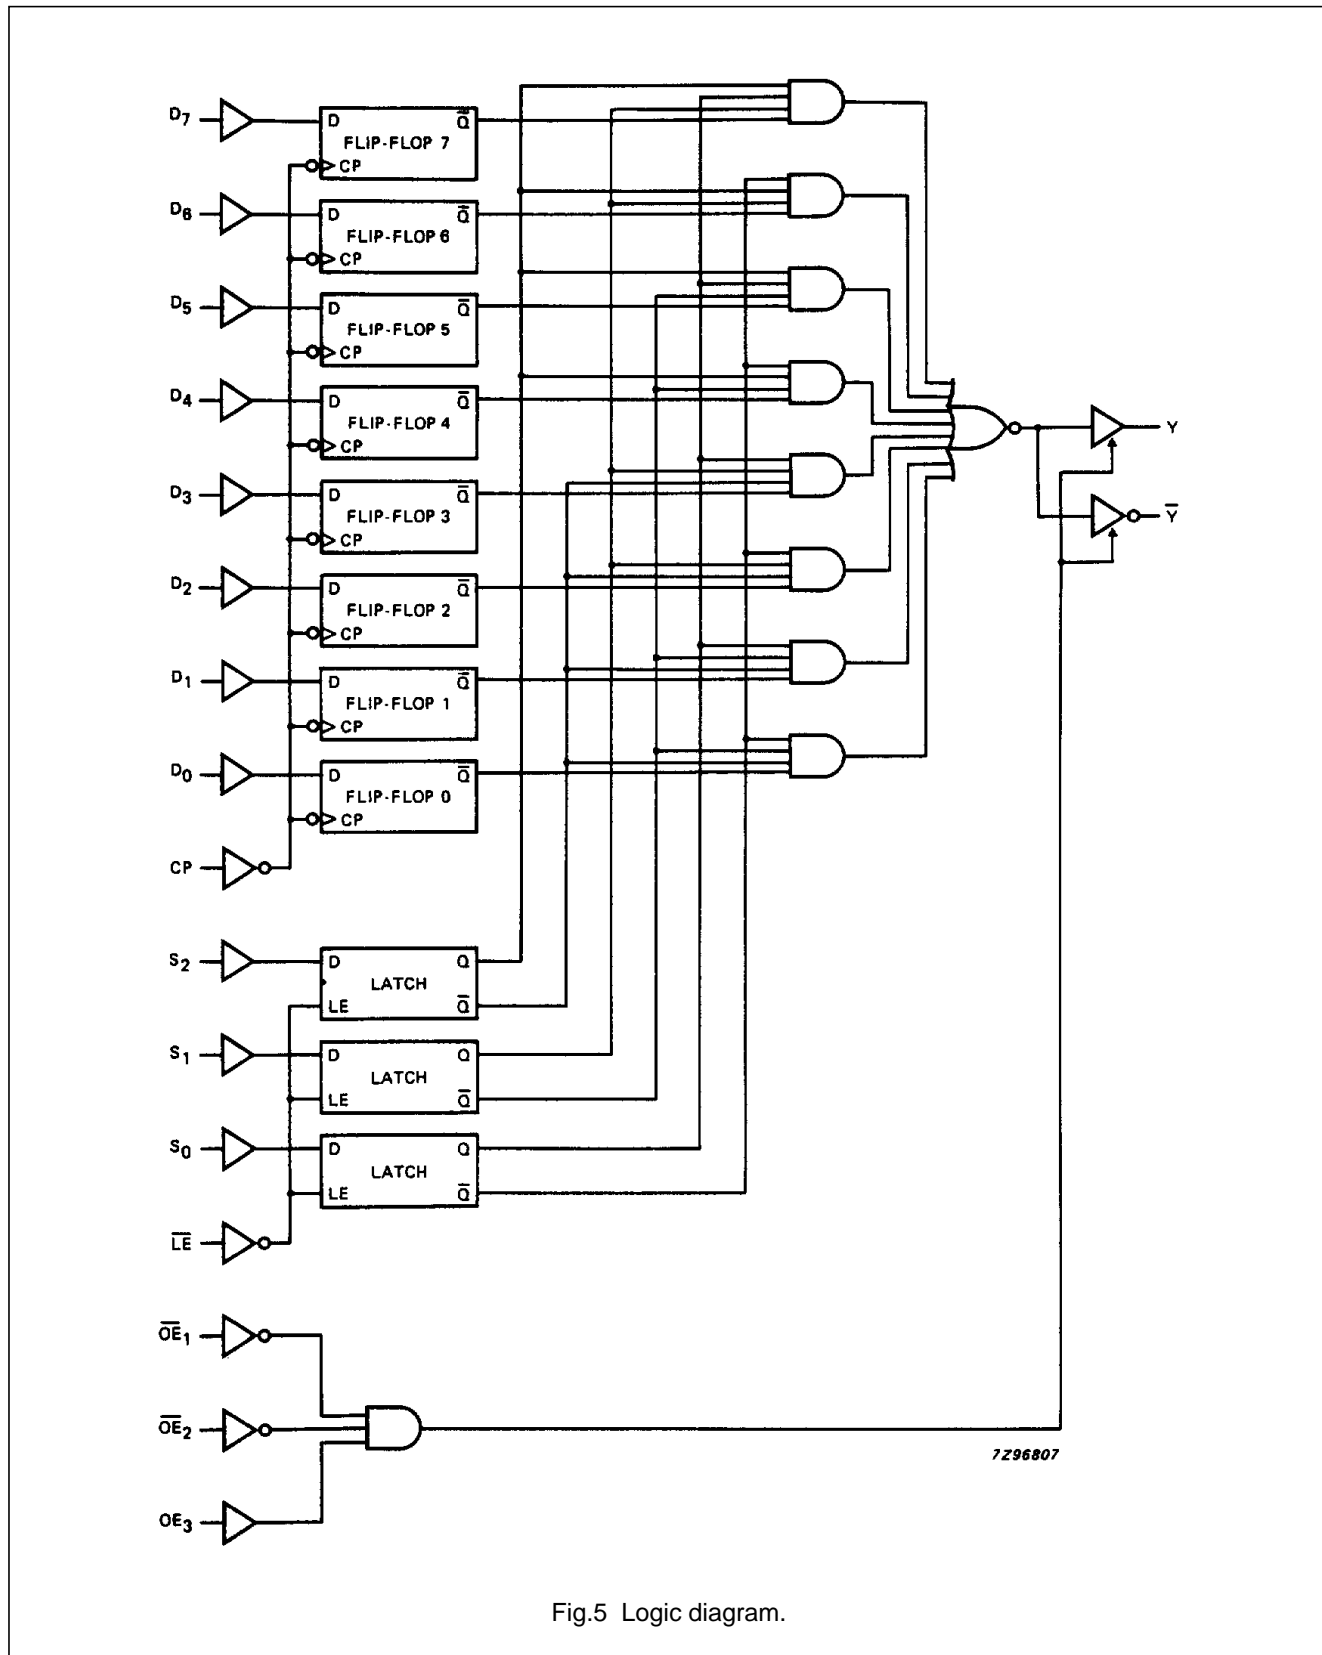 D7
D Q̅
FLIP-FLOP 7
CP
D6
D Q̅
FLIP-FLOP 6
CP
D5
D Q̅
FLIP-FLOP 5
CP
D4
D Q̅
FLIP-FLOP 4
CP
Y
D3
D Q̅
FLIP-FLOP 3
CP
Y̅
D2
D Q̅
FLIP-FLOP 2
CP
D1
D Q̅
FLIP-FLOP 1
CP
D0
D Q̅
FLIP-FLOP 0
CP
CP
S2
D Q
LATCH
LE Q̅
S1
D Q
LATCH
LE Q̅
S0
D Q
LATCH
LE Q̅
L̅E̅
O̅E̅1
O̅E̅2
7Z96807
OE3
Fig.5 Logic diagram.